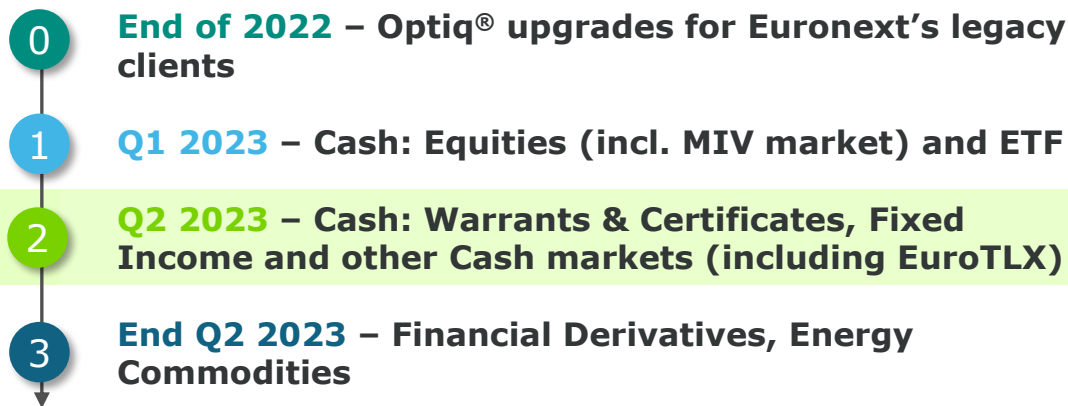 0
End of 2022 – Optiq® upgrades for Euronext’s legacy
clients
1
Q1 2023 – Cash: Equities (incl. MIV market) and ETF
2
Q2 2023 – Cash: Warrants & Certificates, Fixed
Income and other Cash markets (including EuroTLX)
3
End Q2 2023 – Financial Derivatives, Energy
Commodities